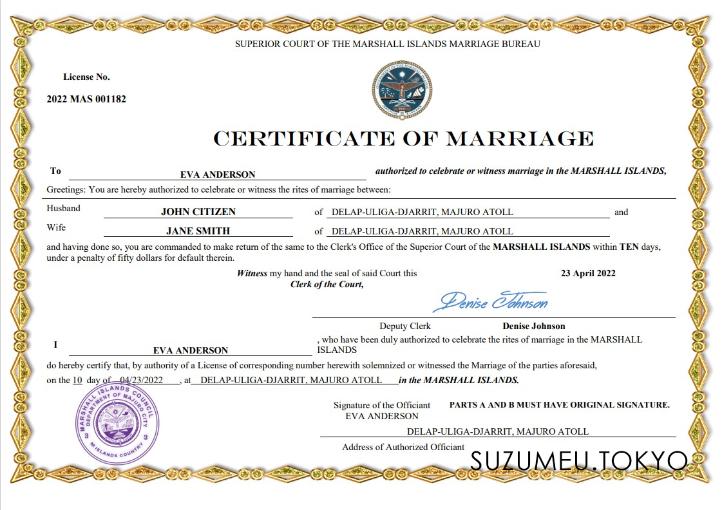 SUPERIOR COURT OF THE MARSHALL ISLANDS MARRIAGE BUREAU
License No.
2022 MAS 001182
CERTIFICATE OF MARRIAGE
To EVA ANDERSON authorized to celebrate or witness marriage in the MARSHALL ISLANDS,
Greetings: You are hereby authorized to celebrate or witness the rites of marriage between:
Husband JOHN CITIZEN of DELAP-ULIGA-DJARRIT, MAJURO ATOLL and
Wife JANE SMITH of DELAP-ULIGA-DJARRIT, MAJURO ATOLL
and having done so, you are commanded to make return of the same to the Clerk's Office of the Superior Court of the MARSHALL ISLANDS within TEN days,
under a penalty of fifty dollars for default therein.
Witness my hand and the seal of said Court this 23 April 2022
Clerk of the Court,
Denise Johnson
Deputy Clerk Denise Johnson
I EVA ANDERSON , who have been duly authorized to celebrate the rites of marriage in the MARSHALL
ISLANDS
do hereby certify that, by authority of a License of corresponding number herewith solemnized or witnessed the Marriage of the parties aforesaid,
on the 10 day of 04/23/2022 , at DELAP-ULIGA-DJARRIT, MAJURO ATOLL in the MARSHALL ISLANDS.
MARSHALL ISLANDS COUNCIL
DEPARTMENT OF MAJURO CITY
M.ISLANDS COUNTRY
Signature of the Officiant PARTS A AND B MUST HAVE ORIGINAL SIGNATURE.
EVA ANDERSON
DELAP-ULIGA-DJARRIT, MAJURO ATOLL
Address of Authorized Officiant
SUZUMEU.TOKYO